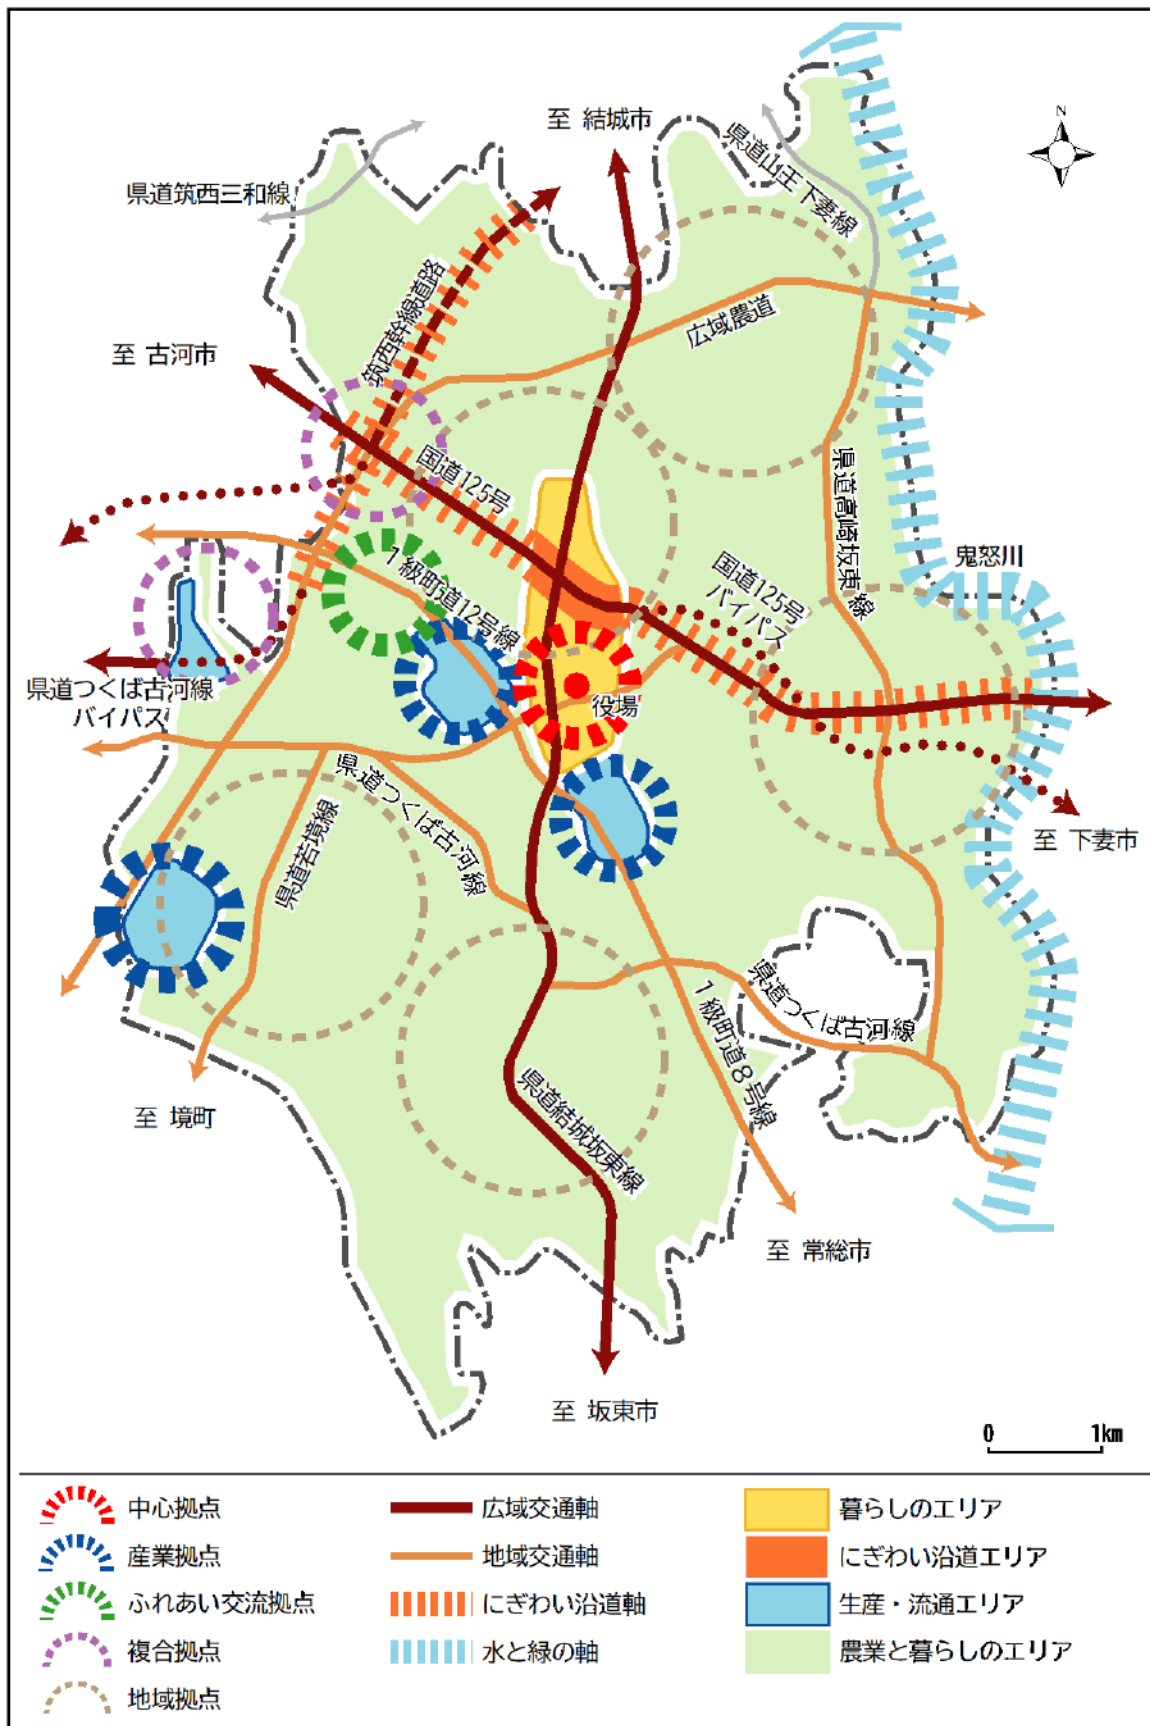 N
至 結城市
県道山王下妻線
県道筑西三和線
筑西幹線道路
広域農道
至 古河市
国道125号
県道高崎坂東線
鬼怒川
1級町道12号線
国道125号
バイパス
県道つくば古河線
バイパス
役場
県道つくば古河線
県道若境線
至 下妻市
県道つくば古河線
1級町道8号線
県道結城坂東線
至 境町
至 常総市
至 坂東市
0 1km
中心拠点
産業拠点
ふれあい交流拠点
複合拠点
地域拠点
広域交通軸
地域交通軸
にぎわい沿道軸
水と緑の軸
暮らしのエリア
にぎわい沿道エリア
生産・流通エリア
農業と暮らしのエリア